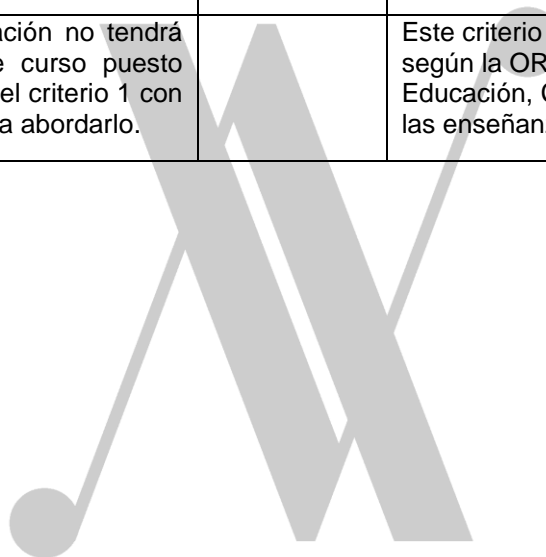 ación no tendrá
e curso puesto
el criterio 1 con
a abordarlo.
Este criterio
según la OR
Educación,
las enseñan